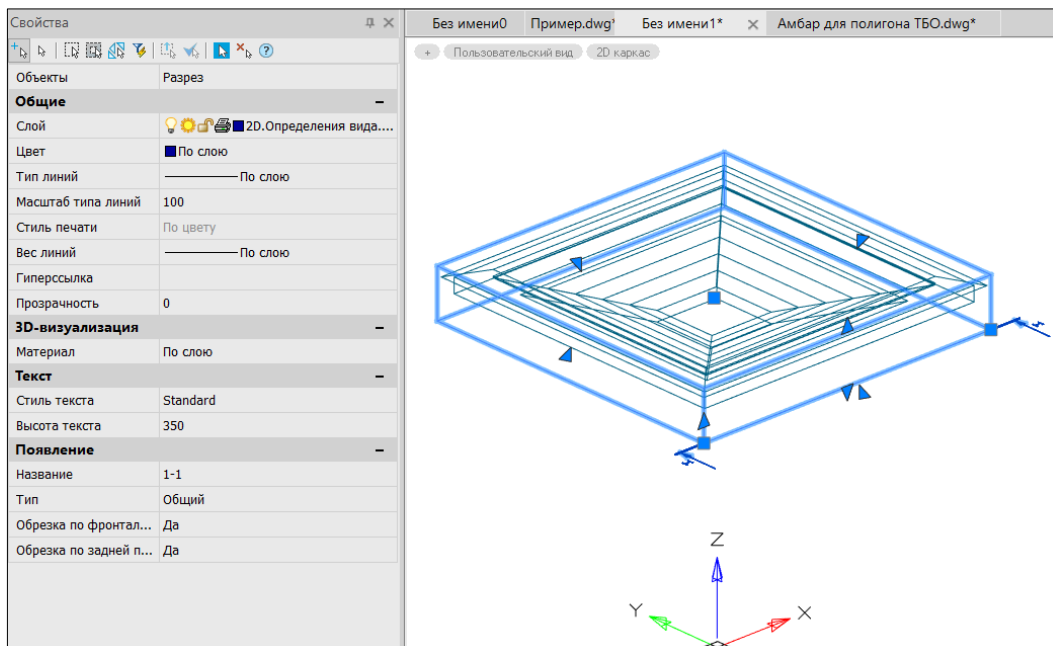 Свойства
Объекты Разрез
Общие
Слой 2D.Определения вида....
Цвет По слою
Тип линий По слою
Масштаб типа линий 100
Стиль печати По цвету
Вес линий По слою
Гиперссылка
Прозрачность 0
3D-визуализация
Материал По слою
Текст
Стиль текста Standard
Высота текста 350
Появление
Название 1-1
Тип Общий
Обрезка по фронтал... Да
Обрезка по задней п... Да
Без имени0 Пример.dwg* Без имени1* Амбар для полигона ТБО.dwg*
+ Пользовательский вид 2D каркас
Z
Y X